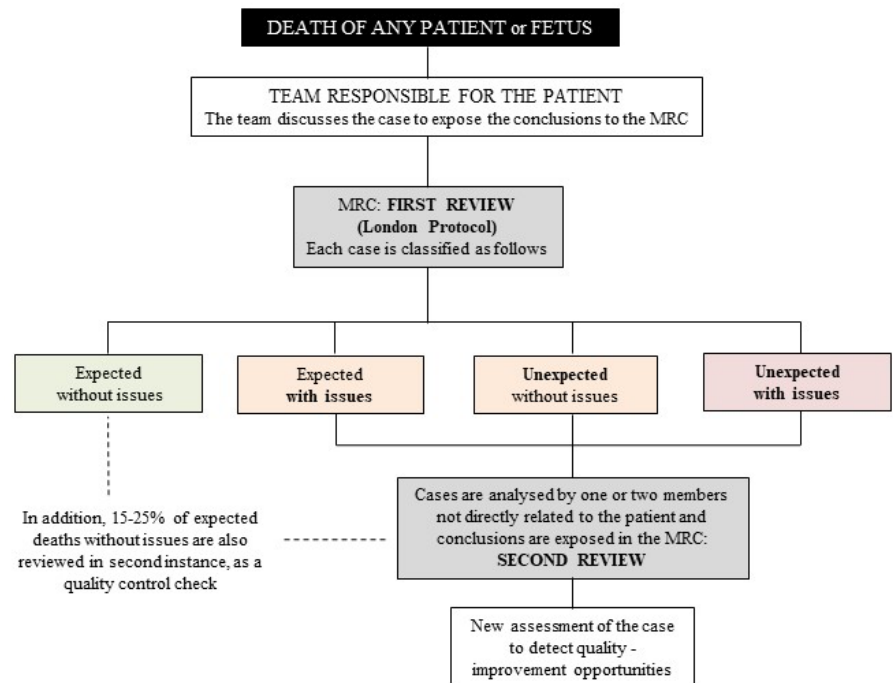 DEATH OF ANY PATIENT or FETUS
TEAM RESPONSIBLE FOR THE PATIENT
The team discusses the case to expose the conclusions to the MRC
MRC: FIRST REVIEW
(London Protocol)
Each case is classified as follows
Expected
without issues
Expected
with issues
Unexpected
without issues
Unexpected
with issues
In addition, 15-25% of expected
deaths without issues are also
reviewed in second instance, as a
quality control check
Cases are analysed by one or two members
not directly related to the patient and
conclusions are exposed in the MRC:
SECOND REVIEW
New assessment of the case
to detect quality -
improvement opportunities